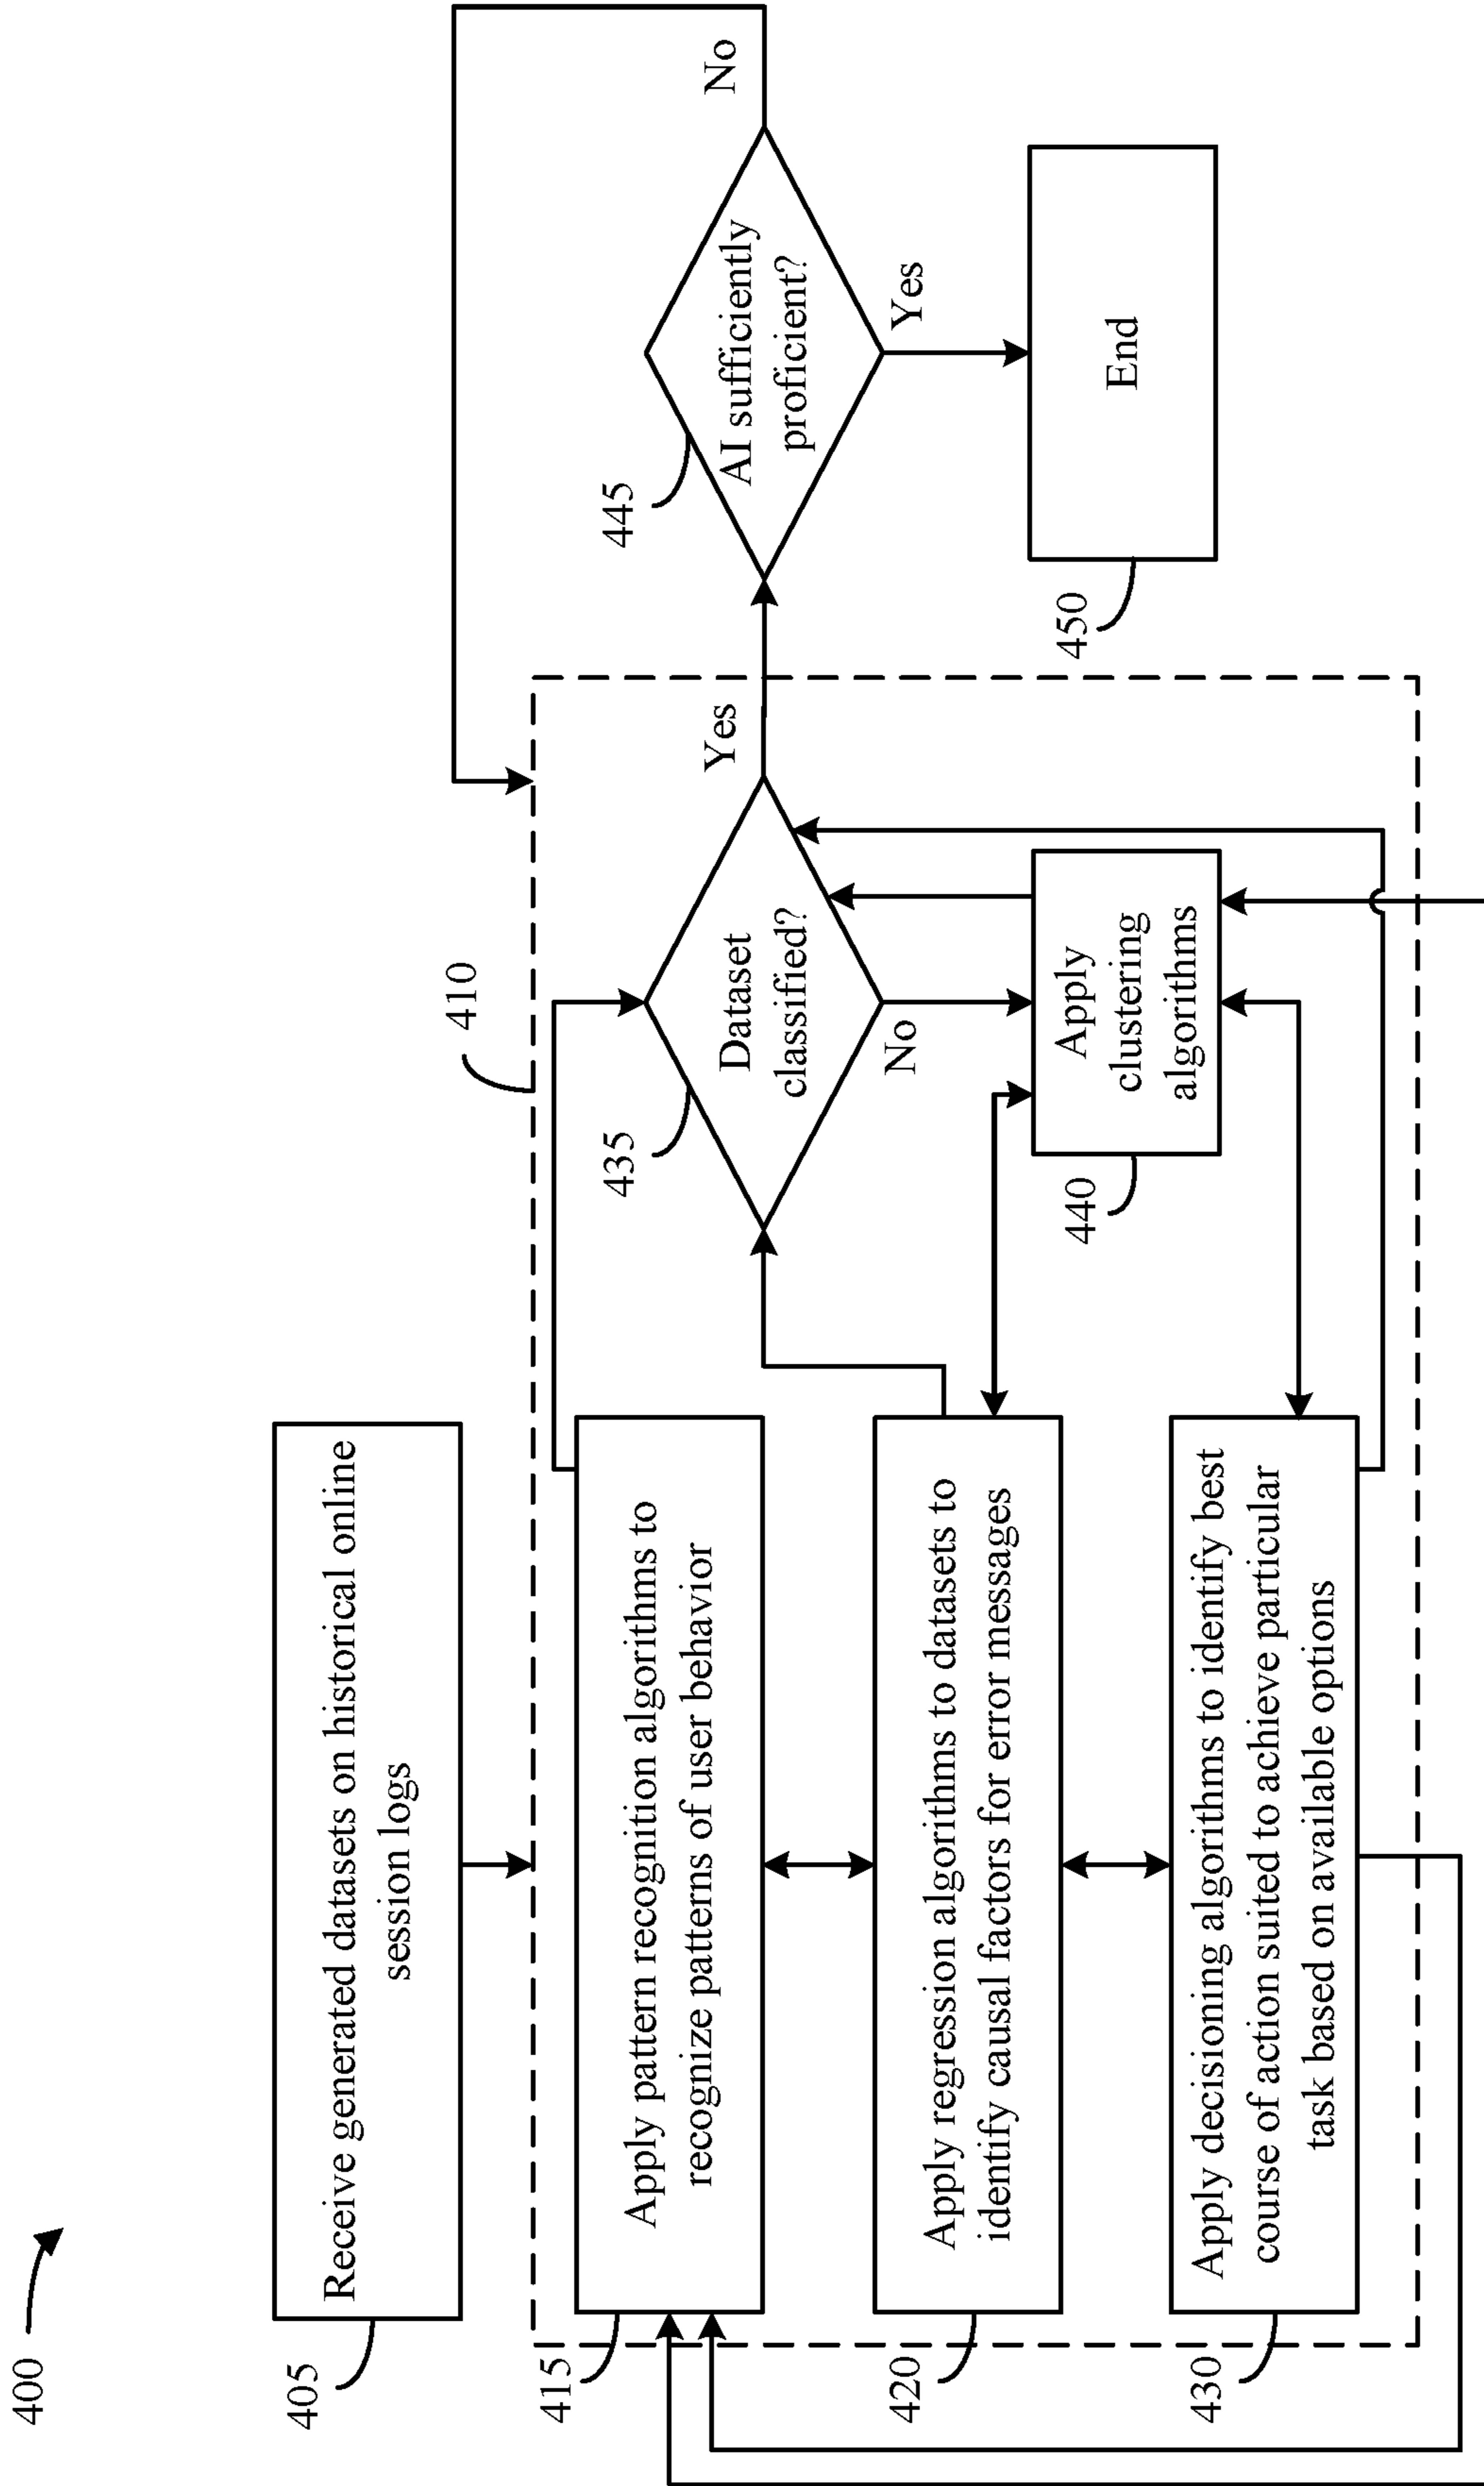 400
405
Receive generated datasets on historical online
session logs
410
415
Apply pattern recognition algorithms to
recognize patterns of user behavior
420
Apply regression algorithms to datasets to
identify causal factors for error messages
430
Apply decisioning algorithms to identify best
course of action suited to achieve particular
task based on available options
435
Dataset
classified?
Yes
No
440
Apply
clustering
algorithms
445
AI sufficiently
proficient?
No
Yes
450
End